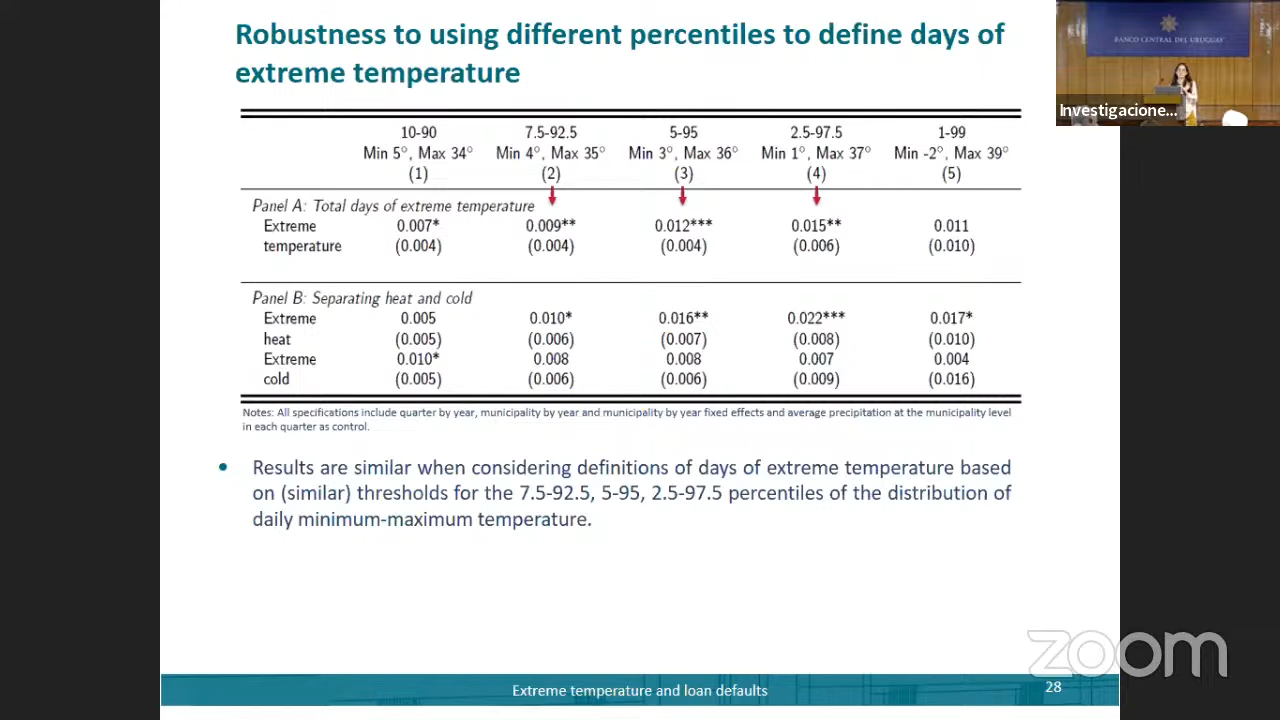 Robustness to using different percentiles to define days of
extreme temperature
BANCO CENTRAL DEL URUGUAY
Investigacione...
10-90 7.5-92.5 5-95 2.5-97.5 1-99
Min 5°, Max 34° Min 4°, Max 35° Min 3°, Max 36° Min 1°, Max 37° Min -2°, Max 39°
(1) (2) (3) (4) (5)
Panel A: Total days of extreme temperature
Extreme 0.007* 0.009** 0.012*** 0.015** 0.011
temperature (0.004) (0.004) (0.004) (0.006) (0.010)
Panel B: Separating heat and cold
Extreme 0.005 0.010* 0.016** 0.022*** 0.017*
heat (0.005) (0.006) (0.007) (0.008) (0.010)
Extreme 0.010* 0.008 0.008 0.007 0.004
cold (0.005) (0.006) (0.006) (0.009) (0.016)
Notes: All specifications include quarter by year, municipality by year and municipality by year fixed effects and average precipitation at the municipality level
in each quarter as control.
• Results are similar when considering definitions of days of extreme temperature based
on (similar) thresholds for the 7.5-92.5, 5-95, 2.5-97.5 percentiles of the distribution of
daily minimum-maximum temperature.
zoom
Extreme temperature and loan defaults 28